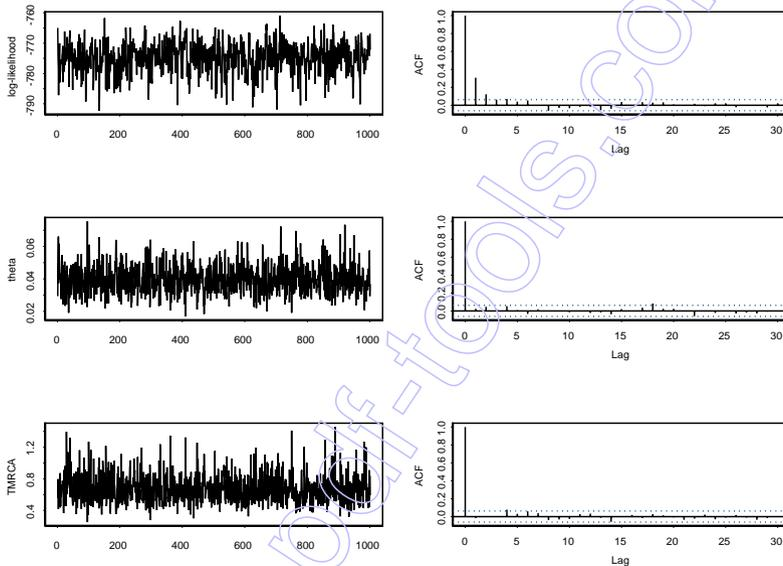 log-likelihood
-790 -780 -770 -760
0 200 400 600 800 1000
ACF
0.0 0.2 0.4 0.6 0.8 1.0
0 5 10 15 20 25 30
Lag
theta
0.02 0.04 0.06
0 200 400 600 800 1000
ACF
0.0 0.2 0.4 0.6 0.8 1.0
0 5 10 15 20 25 30
Lag
TMRCA
0.4 0.8 1.2
0 200 400 600 800 1000
ACF
0.0 0.2 0.4 0.6 0.8 1.0
0 5 10 15 20 25 30
Lag
pdf-tools.co